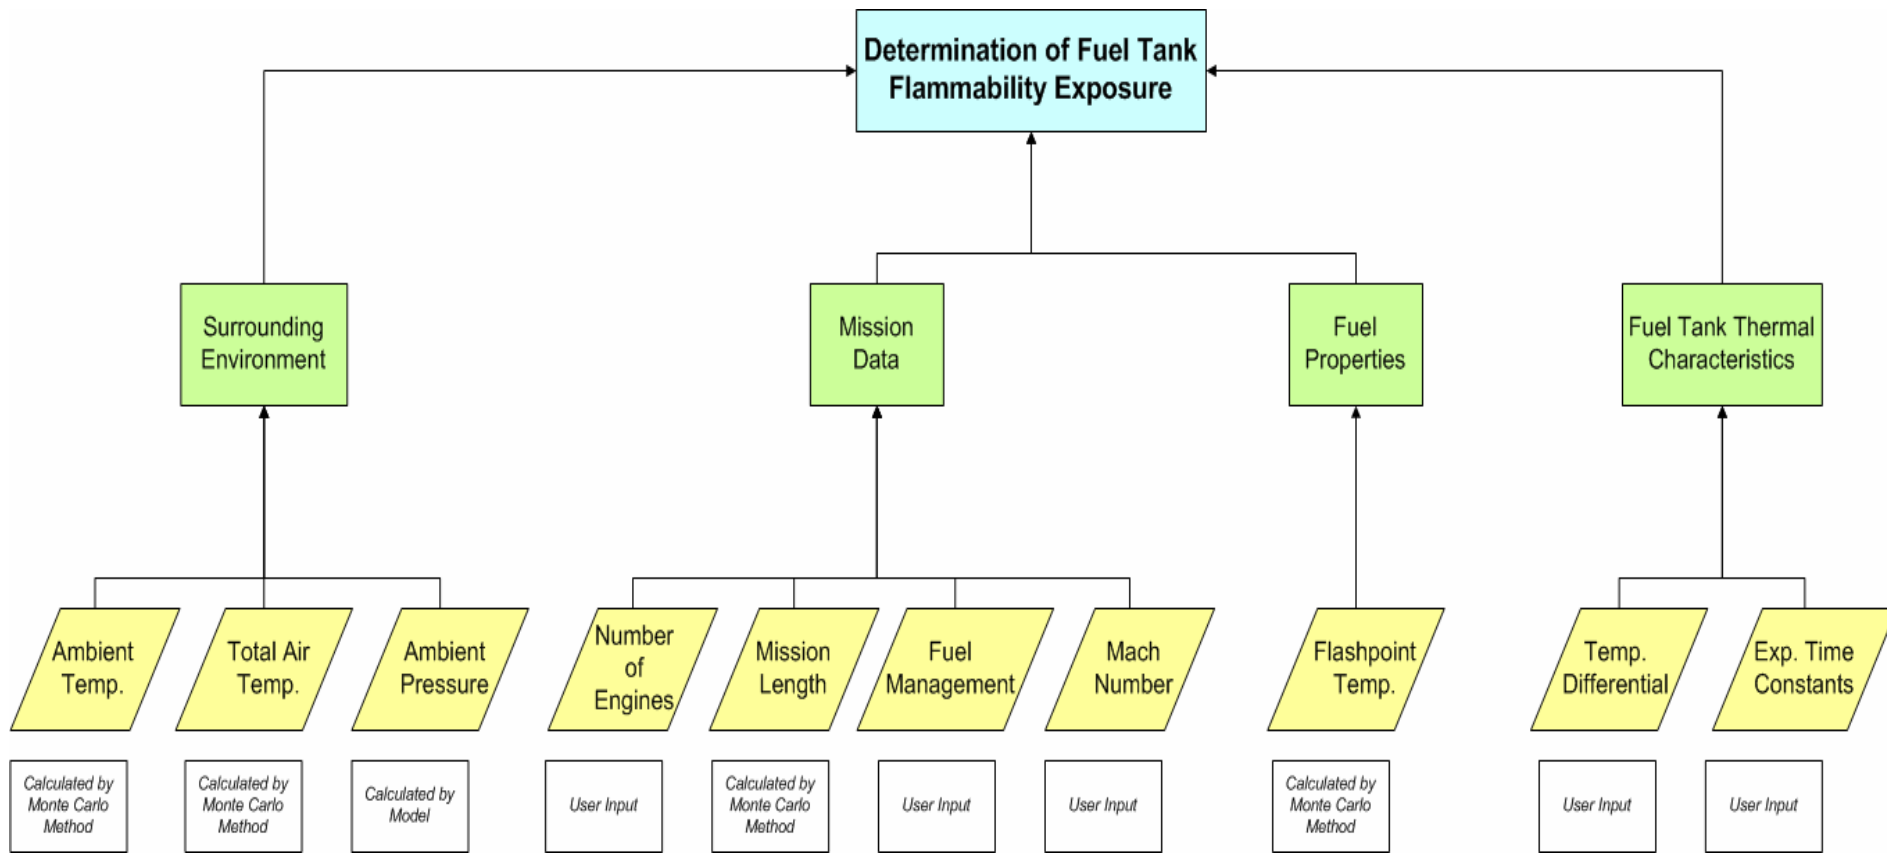 Determination of Fuel Tank
Flammability Exposure
Surrounding
Environment
Mission
Data
Fuel
Properties
Fuel Tank Thermal
Characteristics
Ambient
Temp.
Total Air
Temp.
Ambient
Pressure
Number
of
Engines
Mission
Length
Fuel
Management
Mach
Number
Flashpoint
Temp.
Temp.
Differential
Exp. Time
Constants
Calculated by
Monte Carlo
Method
Calculated by
Monte Carlo
Method
Calculated by
Model
User Input
Calculated by
Monte Carlo
Method
User Input
User Input
Calculated by
Monte Carlo
Method
User Input
User Input